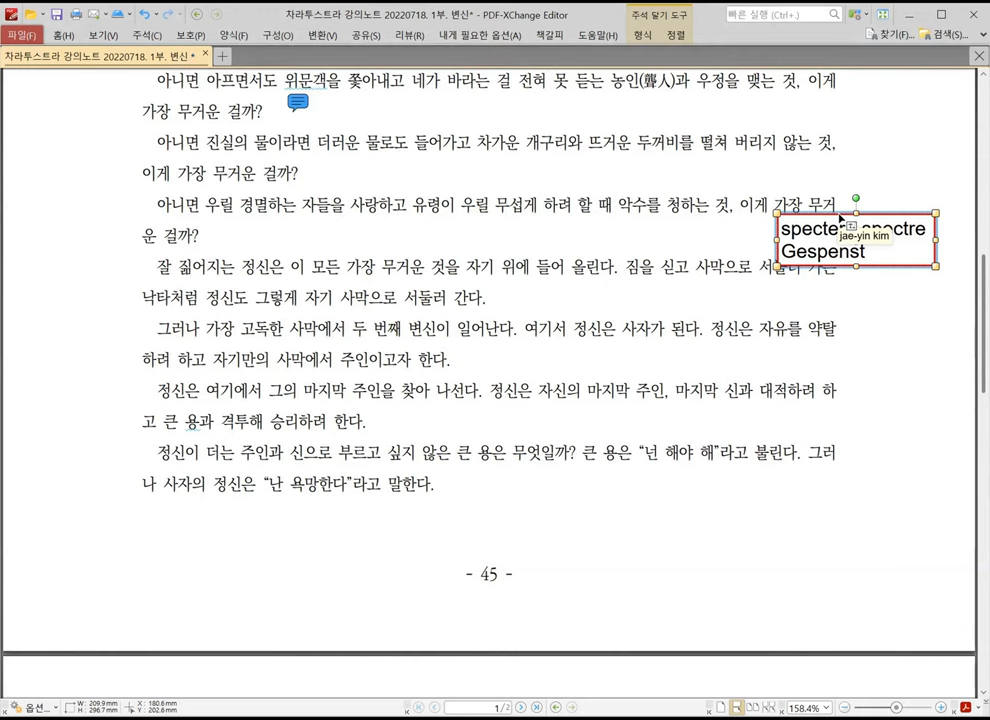 차라투스트라 강의노트 20220718. 1부. 변신* - PDF-XChange Editor
주석 달기 도구
빠른 실행 (Ctrl+.)
파일(F) 홈(H) 보기(V) 주석(C) 보호(P) 양식(F) 구성(O) 변환(V) 공유(S) 리뷰(R) 내게 필요한 옵션(A) 책갈피 도움말(H) 형식 정렬 찾기(F)... 검색(S)...
차라투스트라 강의노트 20220718. 1부. 변신 *
아니면 아프면서도 위문객을 쫓아내고 네가 바라는 걸 전혀 못 듣는 농인(聾人)과 우정을 맺는 것, 이게
가장 무거운 걸까?
아니면 진실의 물이라면 더러운 물로도 들어가고 차가운 개구리와 뜨거운 두꺼비를 떨쳐 버리지 않는 것,
이게 가장 무거운 걸까?
아니면 우릴 경멸하는 자들을 사랑하고 유령이 우릴 무섭게 하려 할 때 악수를 청하는 것, 이게 가장 무거
운 걸까?
jae-yin kim
Gespenst
잘 짊어지는 정신은 이 모든 가장 무거운 것을 자기 위에 들어 올린다. 짐을 싣고 사막으로 서둘러 가는
낙타처럼 정신도 그렇게 자기 사막으로 서둘러 간다.
그러나 가장 고독한 사막에서 두 번째 변신이 일어난다. 여기서 정신은 사자가 된다. 정신은 자유를 약탈
하려 하고 자기만의 사막에서 주인이고자 한다.
정신은 여기에서 그의 마지막 주인을 찾아 나선다. 정신은 자신의 마지막 주인, 마지막 신과 대적하려 하
고 큰 용과 격투해 승리하려 한다.
정신이 더는 주인과 신으로 부르고 싶지 않은 큰 용은 무엇일까? 큰 용은 “넌 해야 해”라고 불린다. 그러
나 사자의 정신은 “난 욕망한다”라고 말한다.
- 45 -
옵션... W: 209.9mm X: 180.6mm
H: 296.7mm Y: 202.6mm
1/2
158.4%